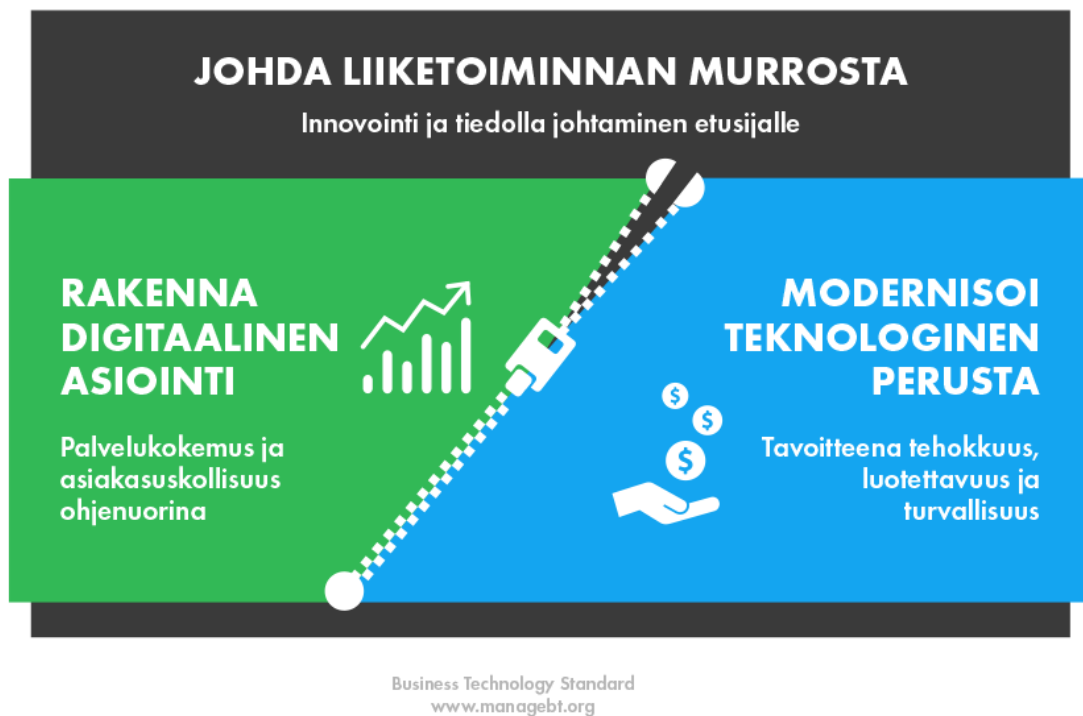 JOHDA LIIKETOIMINNAN MURROSTA
Innovointi ja tiedolla johtaminen etusijalle
RAKENNA
DIGITAALINEN
ASIOINTI
Palvelukokemus ja
asiakasuskollisuus
ohjenuorina
MODERNISOI
TEKNOLOGINEN
PERUSTA
Tavoitteena tehokkuus,
luotettavuus ja
turvallisuus
$
$
$
Business Technology Standard
www.managebt.org